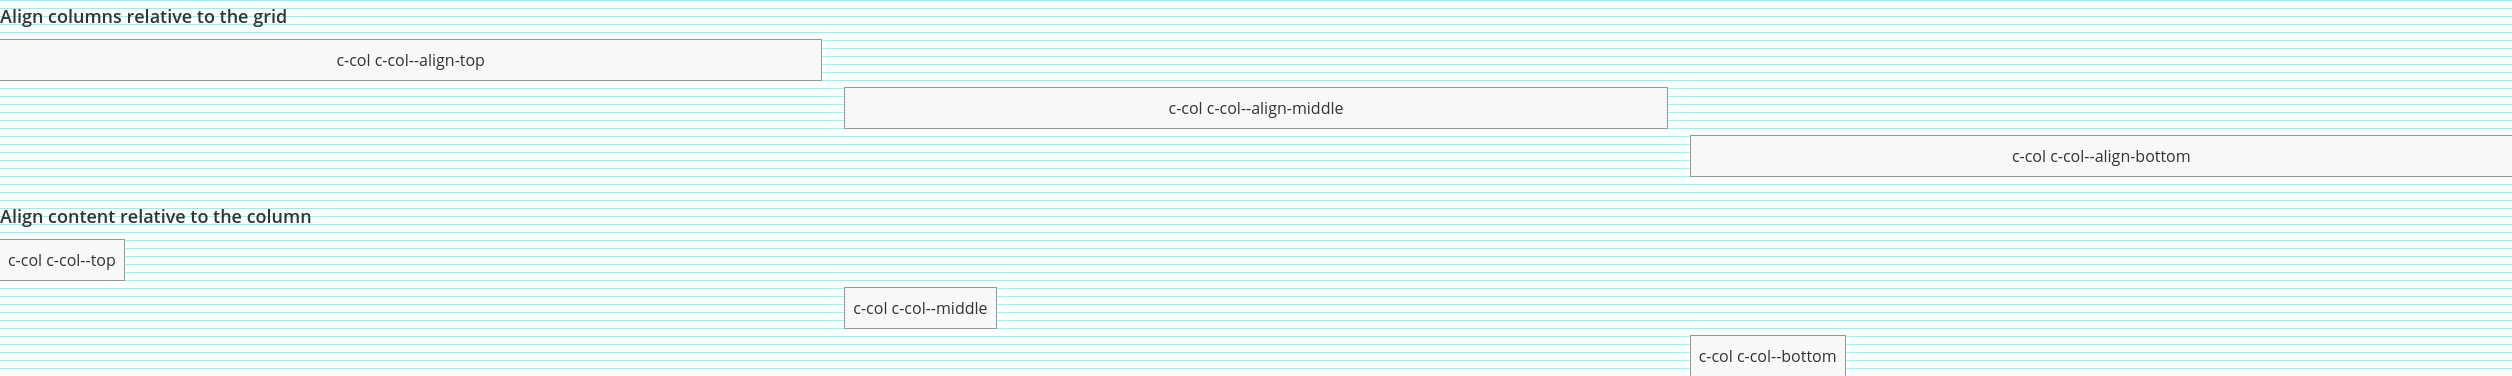 Align columns relative to the grid
c-col c-col--align-top
c-col c-col--align-middle
c-col c-col--align-bottom
Align content relative to the column
c-col c-col--top
c-col c-col--middle
c-col c-col--bottom